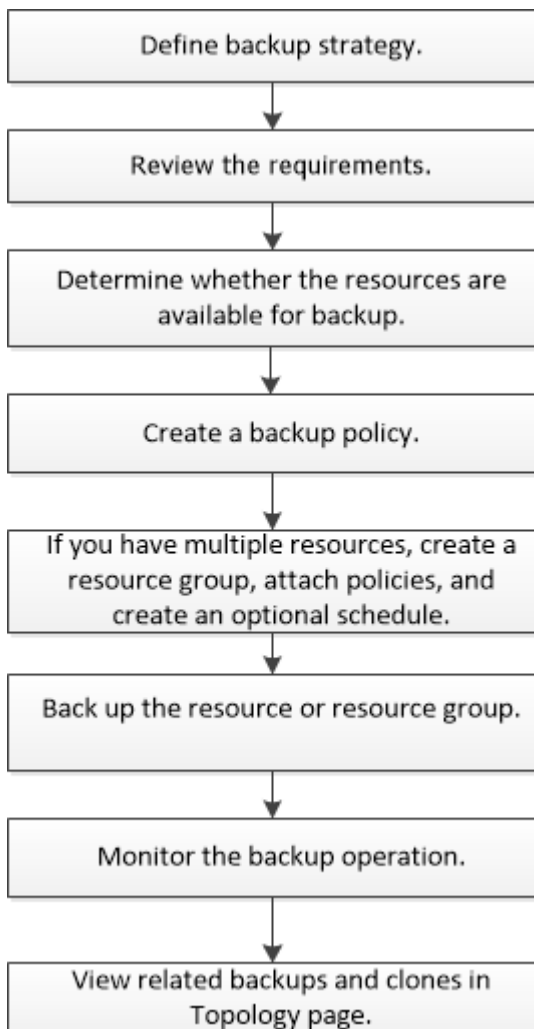 Define backup strategy.
Review the requirements.
Determine whether the resources are
available for backup.
Create a backup policy.
If you have multiple resources, create a
resource group, attach policies, and
create an optional schedule.
Back up the resource or resource group.
Monitor the backup operation.
View related backups and clones in
Topology page.